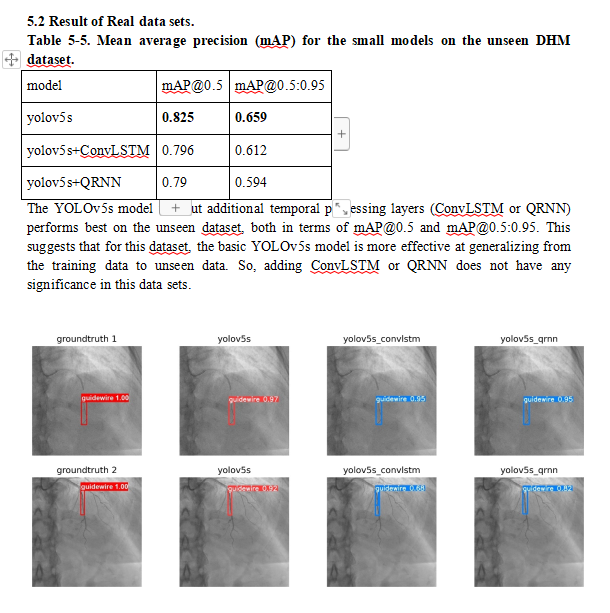 5.2 Result of Real data sets.
Table 5-5. Mean average precision (mAP) for the small models on the unseen DHM
dataset.
model mAP@0.5 mAP@0.5:0.95
yolov5s 0.825 0.659
yolov5s+ConvLSTM 0.796 0.612
yolov5s+QRNN 0.79 0.594
The YOLOv5s model ut additional temporal p essing layers (ConvLSTM or QRNN)
performs best on the unseen dataset, both in terms of mAP@0.5 and mAP@0.5:0.95. This
suggests that for this dataset, the basic YOLOv5s model is more effective at generalizing from
the training data to unseen data. So, adding ConvLSTM or QRNN does not have any
significance in this data sets.
groundtruth 1 yolov5s yolov5s_convlstm yolov5s_qrnn
guidewire 1.00 guidewire 0.97 guidewire 0.95 guidewire 0.95
groundtruth 2 yolov5s yolov5s_convlstm yolov5s_qrnn
guidewire 1.00 guidewire 0.92 guidewire guidewire